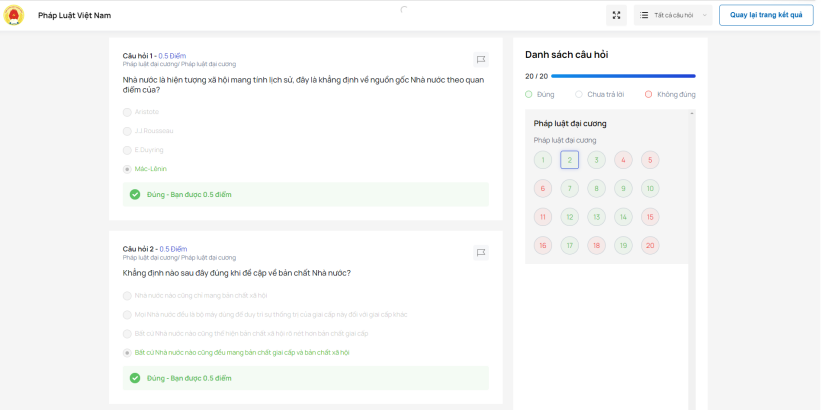 Pháp Luật Việt Nam
Tất cả câu hỏi
Quay lại trang kết quả
Câu hỏi 1 - 0.5 Điểm
Pháp luật đại cương/ Pháp luật đại cương
Nhà nước là hiện tượng xã hội mang tính lịch sử, đây là khẳng định về nguồn gốc Nhà nước theo quan
điểm của?
Aristote
J.J.Rousseau
E.Duyring
Mác-Lênin
Đúng - Bạn được 0.5 điểm
Câu hỏi 2 - 0.5 Điểm
Pháp luật đại cương/ Pháp luật đại cương
Khẳng định nào sau đây đúng khi đề cập về bản chất Nhà nước?
Nhà nước nào cũng chỉ mang bản chất xã hội
Mọi Nhà nước đều là bộ máy dùng để duy trì sự thống trị của giai cấp này đối với giai cấp khác
Bất cứ Nhà nước nào cũng thể hiện bản chất xã hội rõ nét hơn bản chất giai cấp
Bất cứ Nhà nước nào cũng đều mang bản chất giai cấp và bản chất xã hội
Đúng - Bạn được 0.5 điểm
Danh sách câu hỏi
20 / 20
Đúng
Chưa trả lời
Không đúng
Pháp luật đại cương
Pháp luật đại cương
1 2 3 4 5
6 7 8 9 10
11 12 13 14 15
16 17 18 19 20